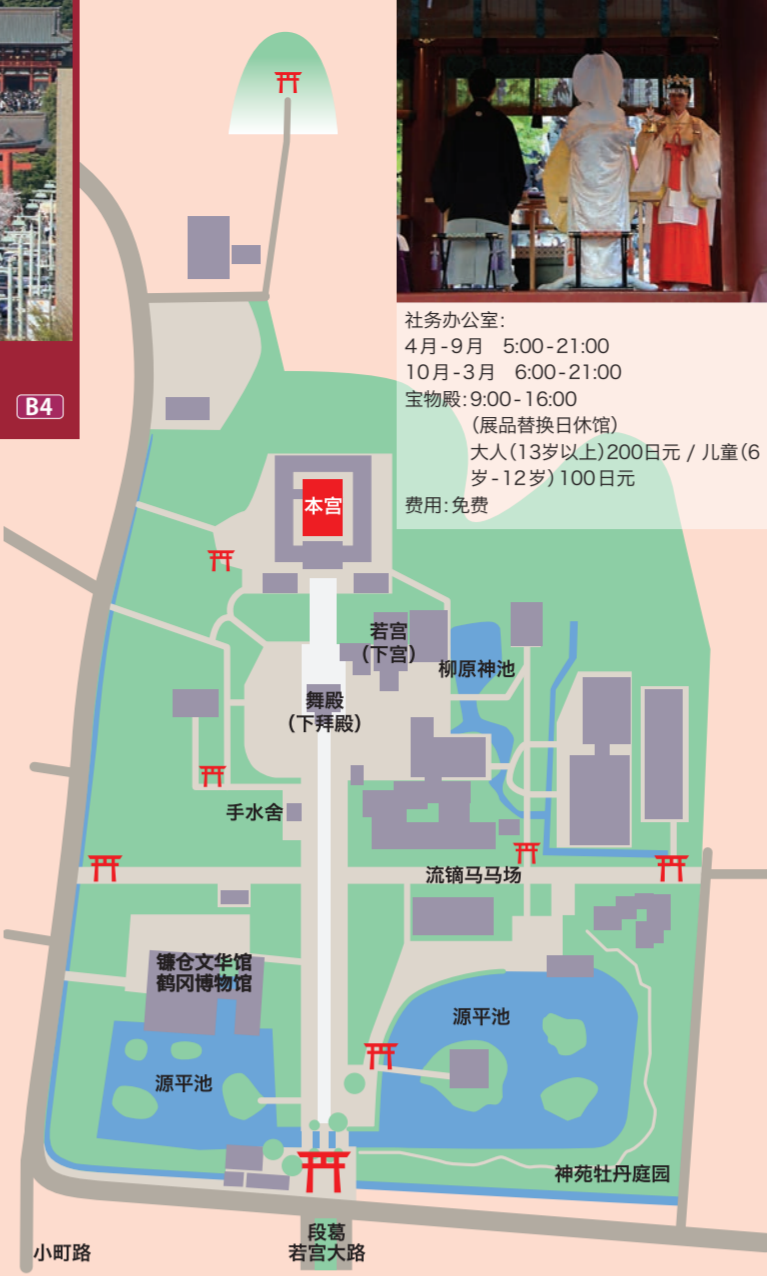 B4
社务办公室:
4月-9月 5:00-21:00
10月-3月 6:00-21:00
宝物殿:9:00-16:00
(展品替换日休馆)
大人(13岁以上)200日元 / 儿童(6
岁-12岁)100日元
费用:免费
本宫
若宫
(下宫)
柳原神池
舞殿
(下拜殿)
手水舍
流镝马马场
镰仓文华馆
鹤冈博物馆
源平池
源平池
神苑牡丹庭园
段葛
小町路
若宫大路